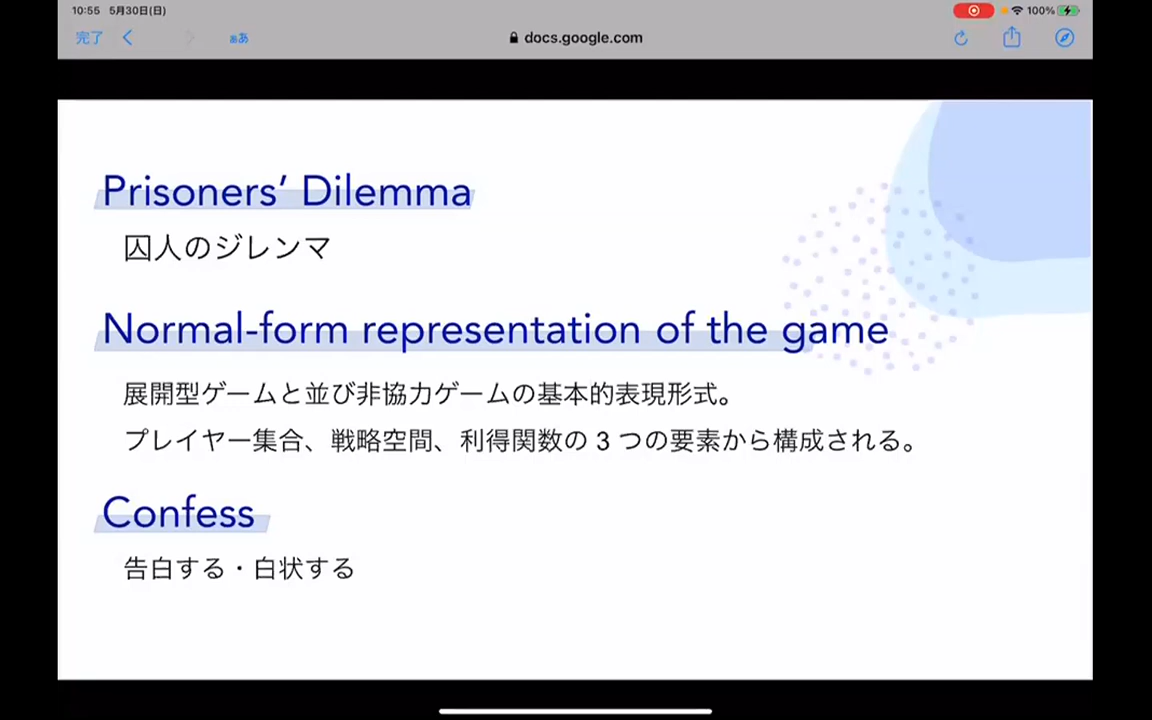 10:55 5月30日(日)
100%
完了
ぁあ
docs.google.com
Prisoners’ Dilemma
囚人のジレンマ
Normal-form representation of the game
展開型ゲームと並び非協力ゲームの基本的表現形式。
プレイヤー集合、戦略空間、利得関数の 3 つの要素から構成される。
Confess
告白する・白状する